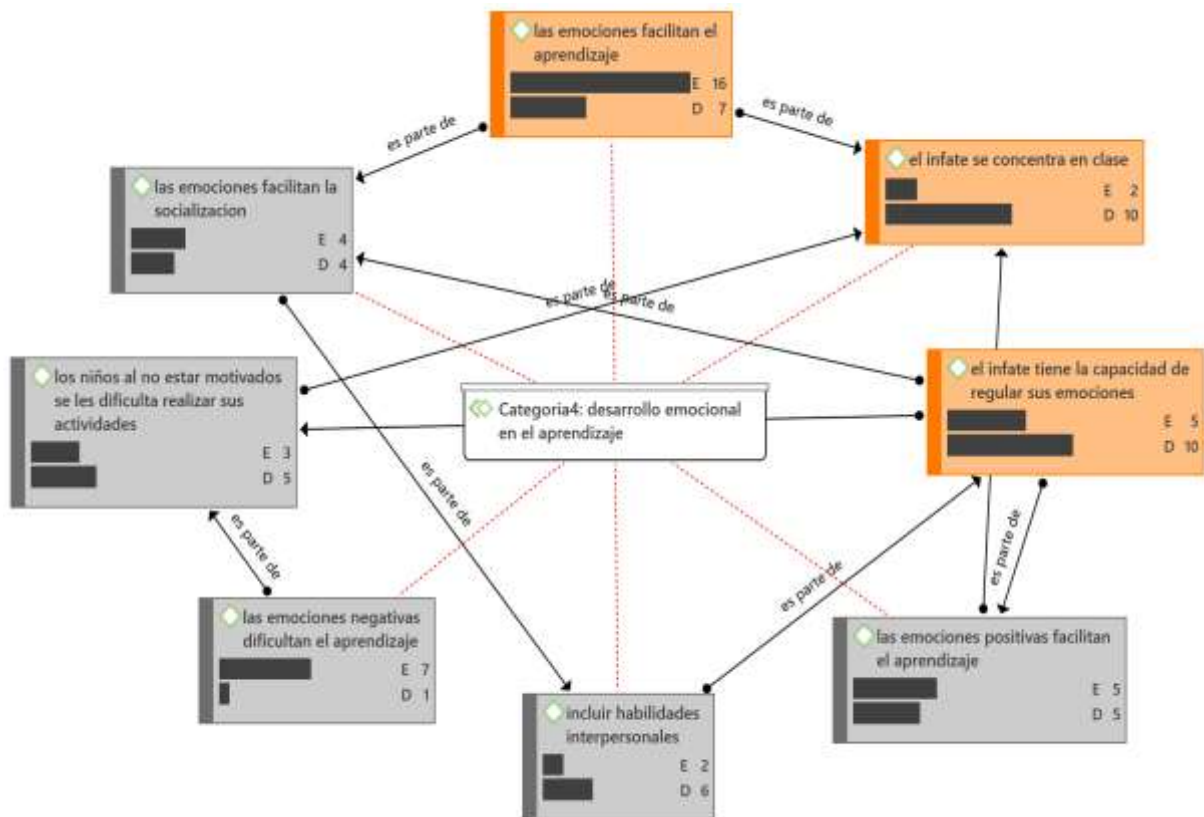 las emociones facilitan el
aprendizaje
E 16
D 7
es parte de
es parte de
el infate se concentra en clase
E 2
D 10
las emociones facilitan la
socializacion
E 4
D 4
es parte de
es parte de
los niños al no estar motivados
se les dificulta realizar sus
actividades
E 3
D 5
Categoria4: desarrollo emocional
en el aprendizaje
el infate tiene la capacidad de
regular sus emociones
E 5
D 10
es parte de
es parte de
es parte de
es parte de
las emociones negativas
dificultan el aprendizaje
E 7
D 1
las emociones positivas facilitan
el aprendizaje
E 5
D 5
incluir habilidades
interpersonales
E 2
D 6